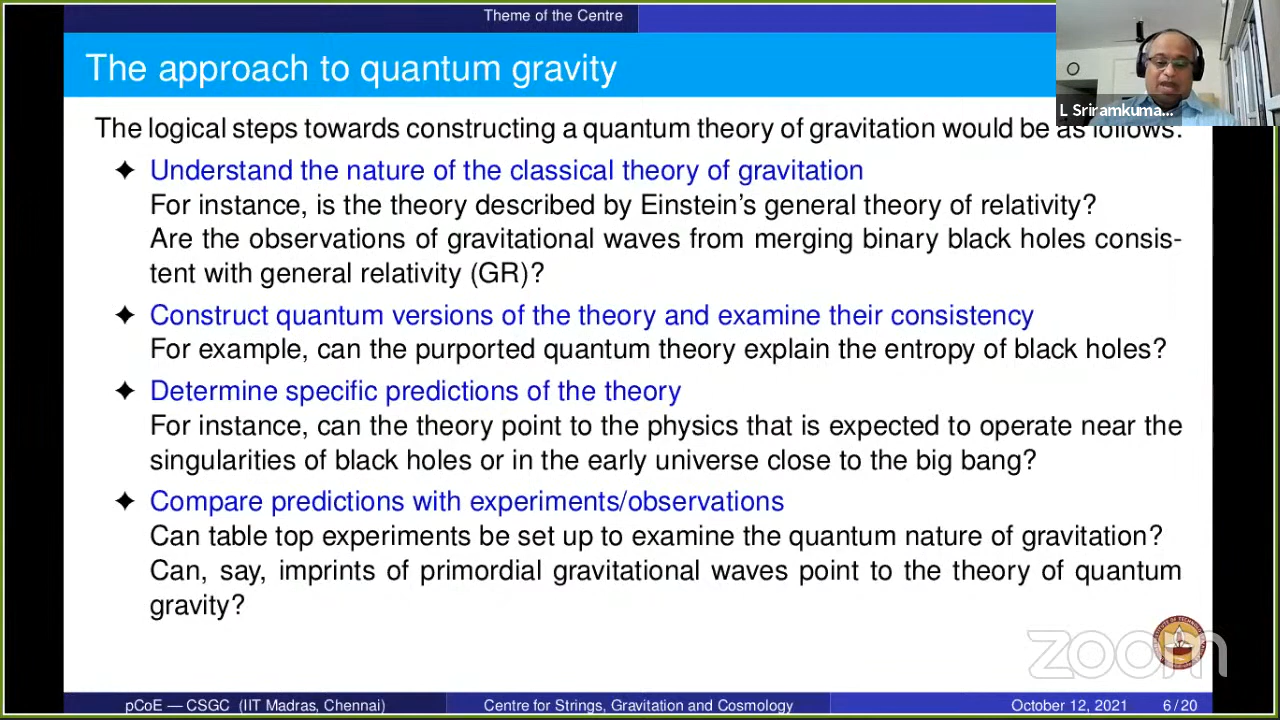 Theme of the Centre
The approach to quantum gravity
L Sriramkuma...
The logical steps towards constructing a quantum theory of gravitation would be as follows:
✦ Understand the nature of the classical theory of gravitation
For instance, is the theory described by Einstein's general theory of relativity?
Are the observations of gravitational waves from merging binary black holes consis-
tent with general relativity (GR)?
✦ Construct quantum versions of the theory and examine their consistency
For example, can the purported quantum theory explain the entropy of black holes?
✦ Determine specific predictions of the theory
For instance, can the theory point to the physics that is expected to operate near the
singularities of black holes or in the early universe close to the big bang?
✦ Compare predictions with experiments/observations
Can table top experiments be set up to examine the quantum nature of gravitation?
Can, say, imprints of primordial gravitational waves point to the theory of quantum
gravity?
zoom
pCoE — CSGC (IIT Madras, Chennai)
Centre for Strings, Gravitation and Cosmology
October 12, 2021
6 / 20